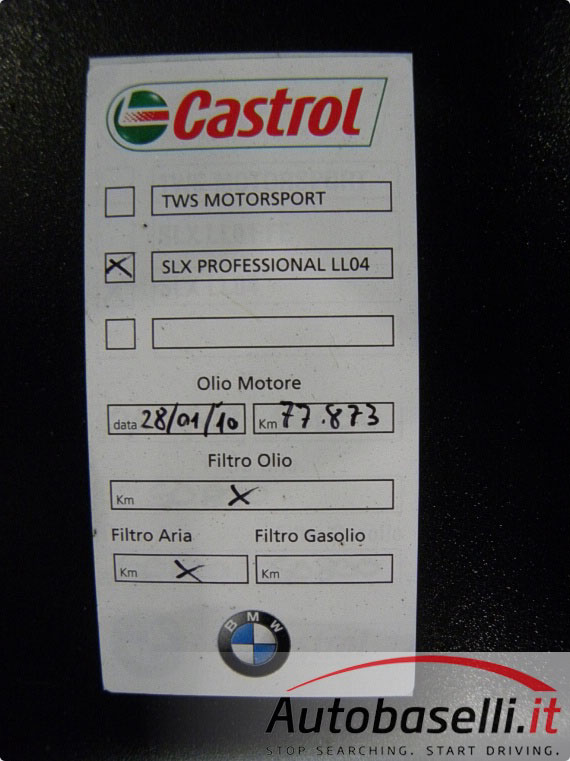 Castrol
TWS MOTORSPORT
X SLX PROFESSIONAL LL04
Olio Motore
data 28/01/10 Km 77.873
Filtro Olio
Km X
Filtro Aria Filtro Gasolio
Km X Km
BMW
Autobaselli.it
STOP SEARCHING. START DRIVING.